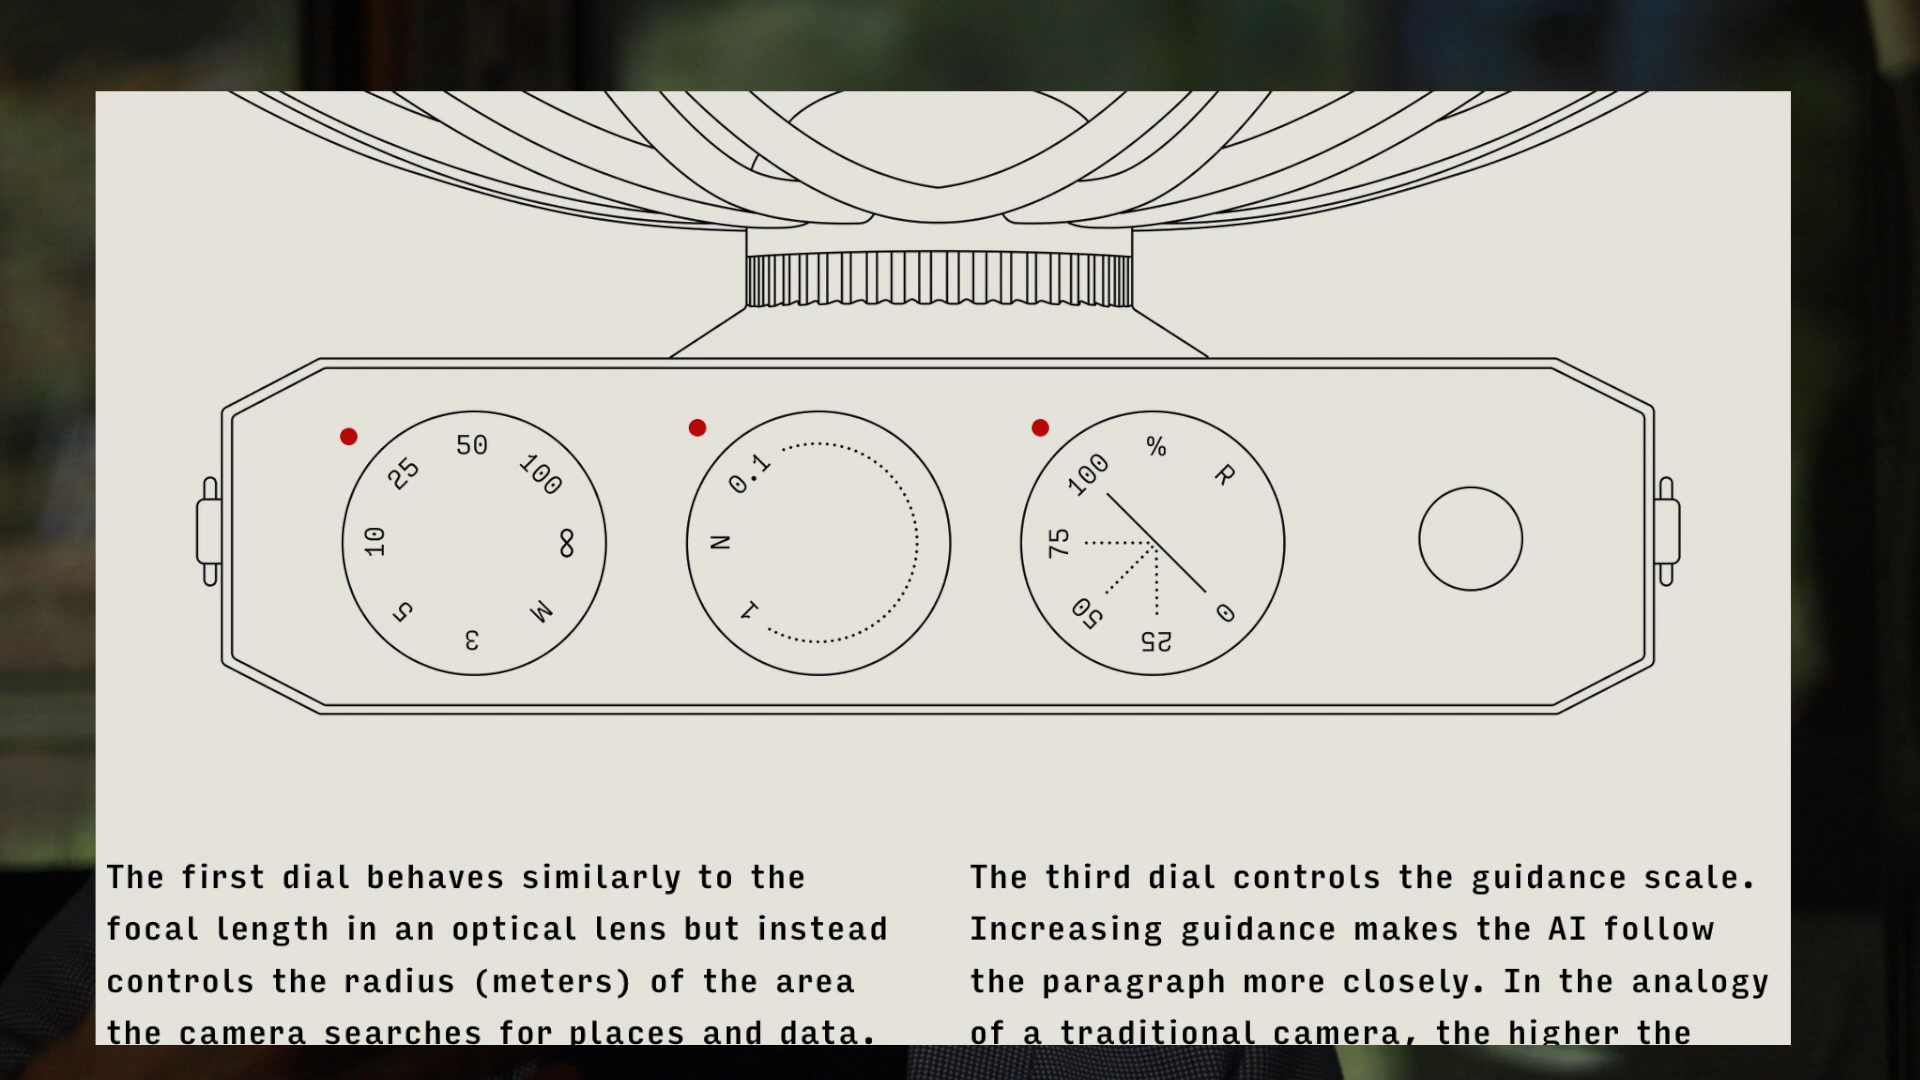 50
25
100
10
∞
5
M
3
0.1
N
1
%
100
R
75
50
0
25
The first dial behaves similarly to the
focal length in an optical lens but instead
controls the radius (meters) of the area
the camera searches for places and data.
The third dial controls the guidance scale.
Increasing guidance makes the AI follow
the paragraph more closely. In the analogy
of a traditional camera, the higher the